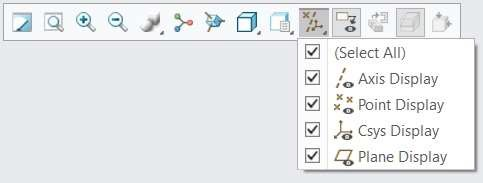 (Select All)
Axis Display
Point Display
Csys Display
Plane Display